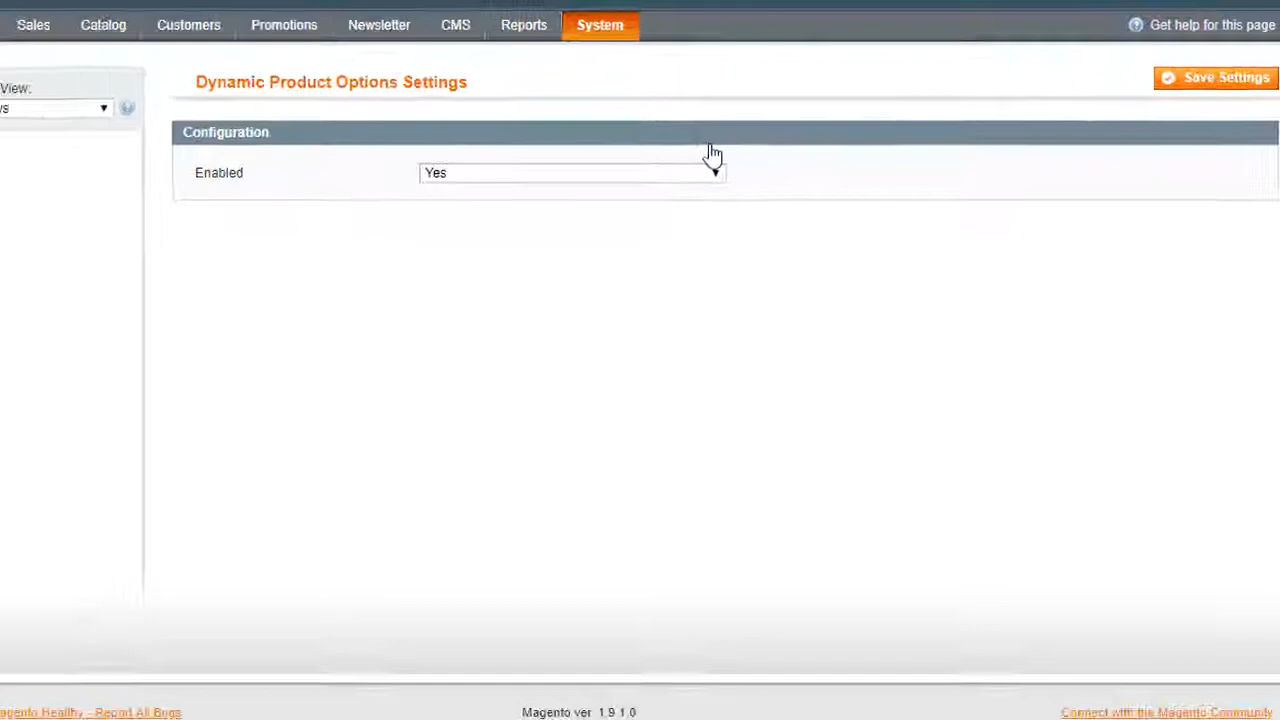 Sales Catalog Customers Promotions Newsletter CMS Reports System Get help for this page
View:
Dynamic Product Options Settings Save Settings
Configuration
Enabled Yes
Healthy - Report All Bugs Magento ver 1.9.1.0 Connect with the Magento Community